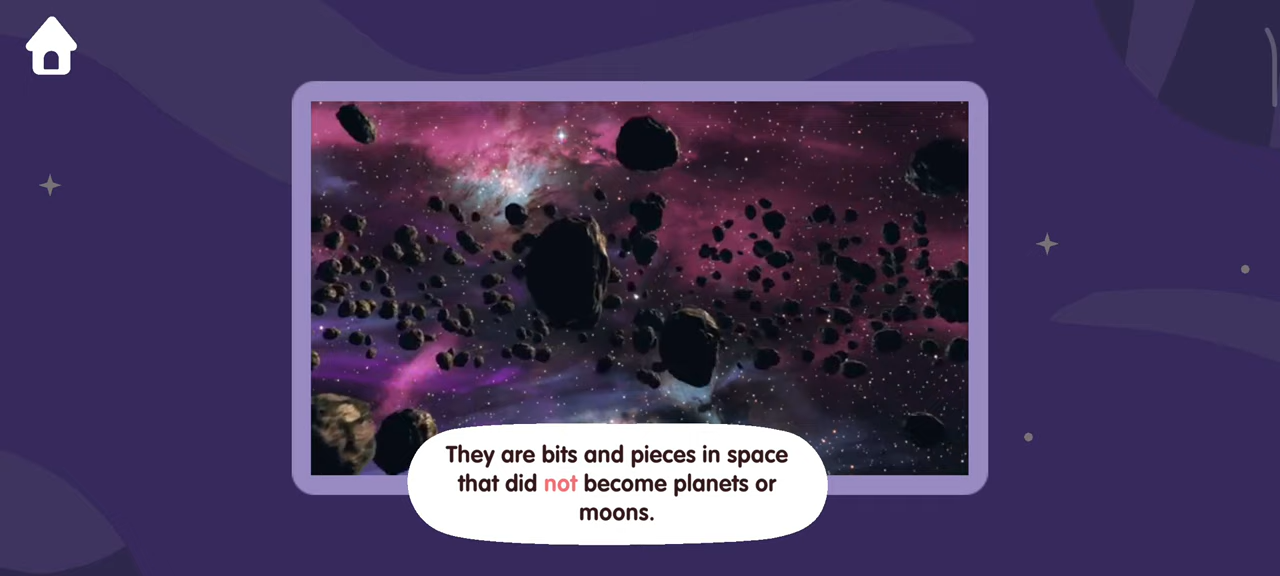 They are bits and pieces in space
that did not become planets or
moons.